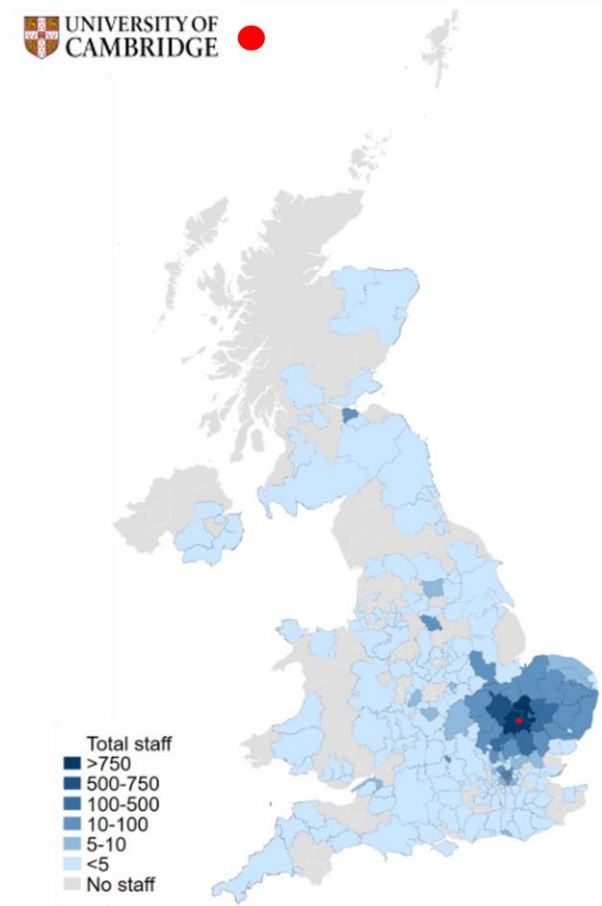 UNIVERSITY OF
CAMBRIDGE
Total staff
>750
500-750
100-500
10-100
5-10
<5
No staff